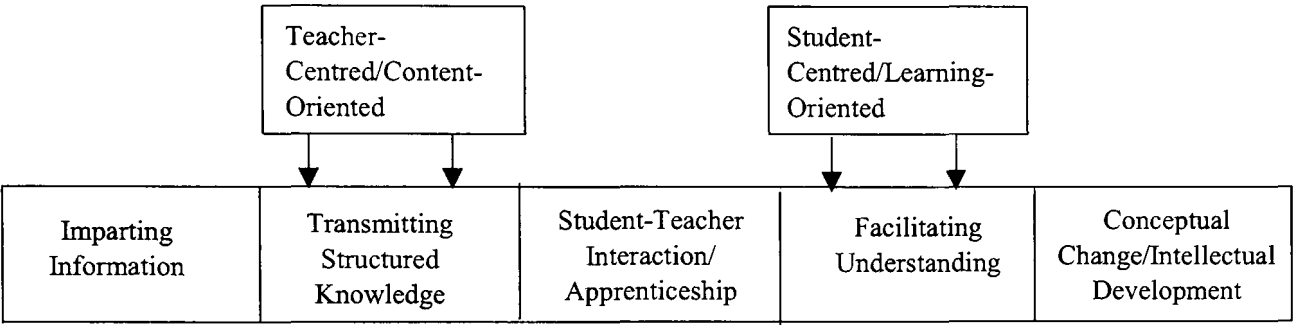 Teacher-
Centred/Content-
Oriented
Student-
Centred/Learning-
Oriented
Imparting
Information
Transmitting
Structured
Knowledge
Student-Teacher
Interaction/
Apprenticeship
Facilitating
Understanding
Conceptual
Change/Intellectual
Development